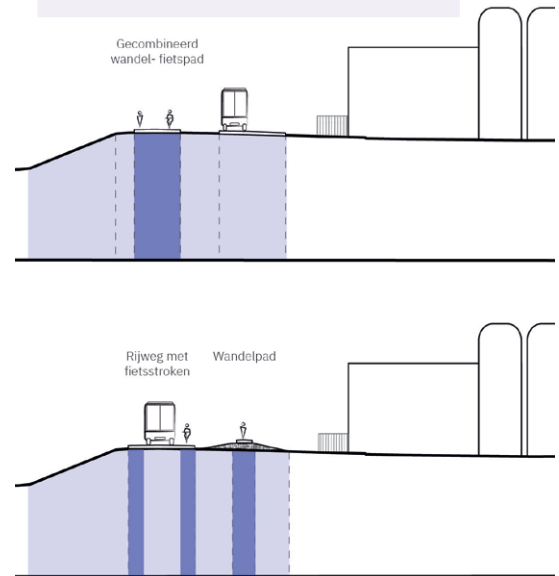 Gecombineerd
wandel- fietspad
Rijweg met
fietsstroken
Wandelpad